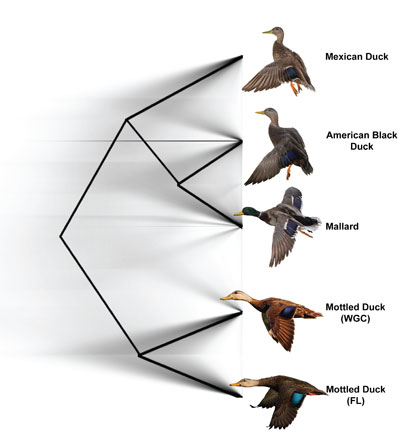 Mexican Duck
American Black
Duck
Mallard
Mottled Duck
(WGC)
Mottled Duck
(FL)